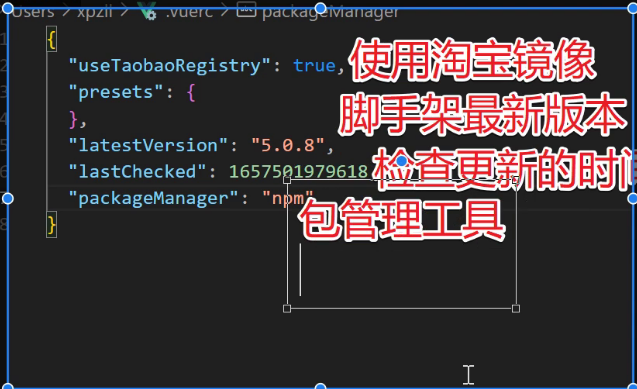 Users > xpzli > .vuerc > packageManager
{
"useTaobaoRegistry": true, 使用淘宝镜像
"presets": {
}, 脚手架最新版本
"latestVersion": "5.0.8",
"lastChecked": 1657501979618 检查更新的时间
"packageManager": "npm"
包管理工具
}